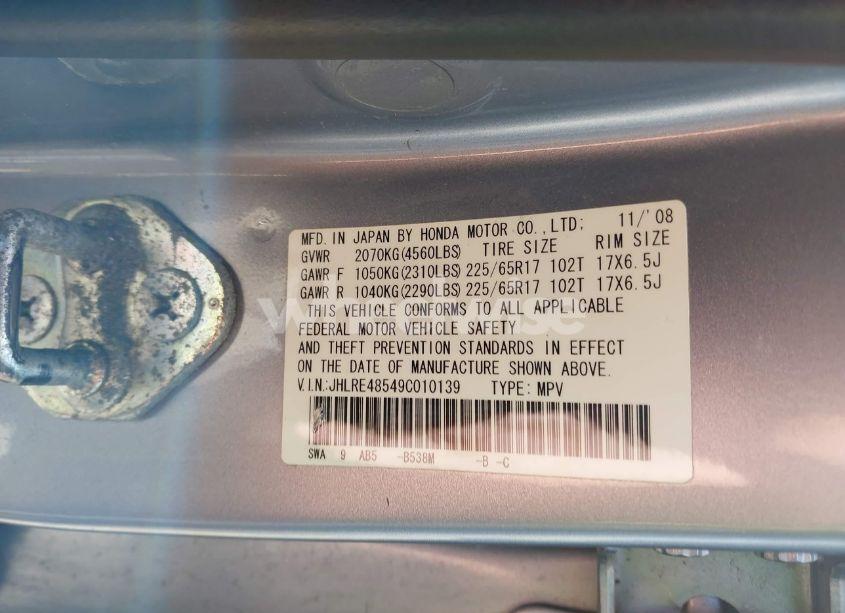 MFD. IN JAPAN BY HONDA MOTOR CO.,LTD; 11/'08
GVWR 2070KG(4560LBS) TIRE SIZE RIM SIZE
GAWR F 1050KG(2310LBS) 225/65R17 102T 17X6.5J
GAWR R 1040KG(2290LBS) 225/65R17 102T 17X6.5J
THIS VEHICLE CONFORMS TO ALL APPLICABLE
FEDERAL MOTOR VEHICLE SAFETY
AND THEFT PREVENTION STANDARDS IN EFFECT
ON THE DATE OF MANUFACTURE SHOWN ABOVE.
V.I.N.:JHLRE48549C010139 TYPE: MPV
SWA 9 AB5 -B538M -B -C